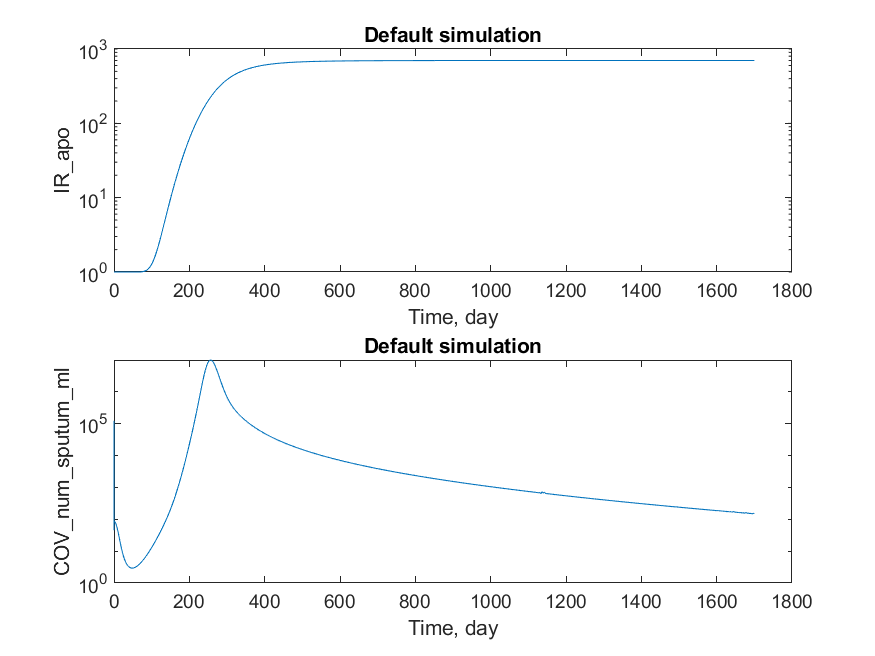 Default simulation
10^3
10^2
10^1
10^0
IR_apo
0 200 400 600 800 1000 1200 1400 1600 1800
Time, day
Default simulation
10^5
10^0
COV_num_sputum_ml
0 200 400 600 800 1000 1200 1400 1600 1800
Time, day